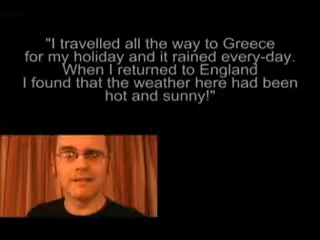 "I travelled all the way to Greece
for my holiday and it rained every-day.
When I returned to England
I found that the weather here had been
hot and sunny!"